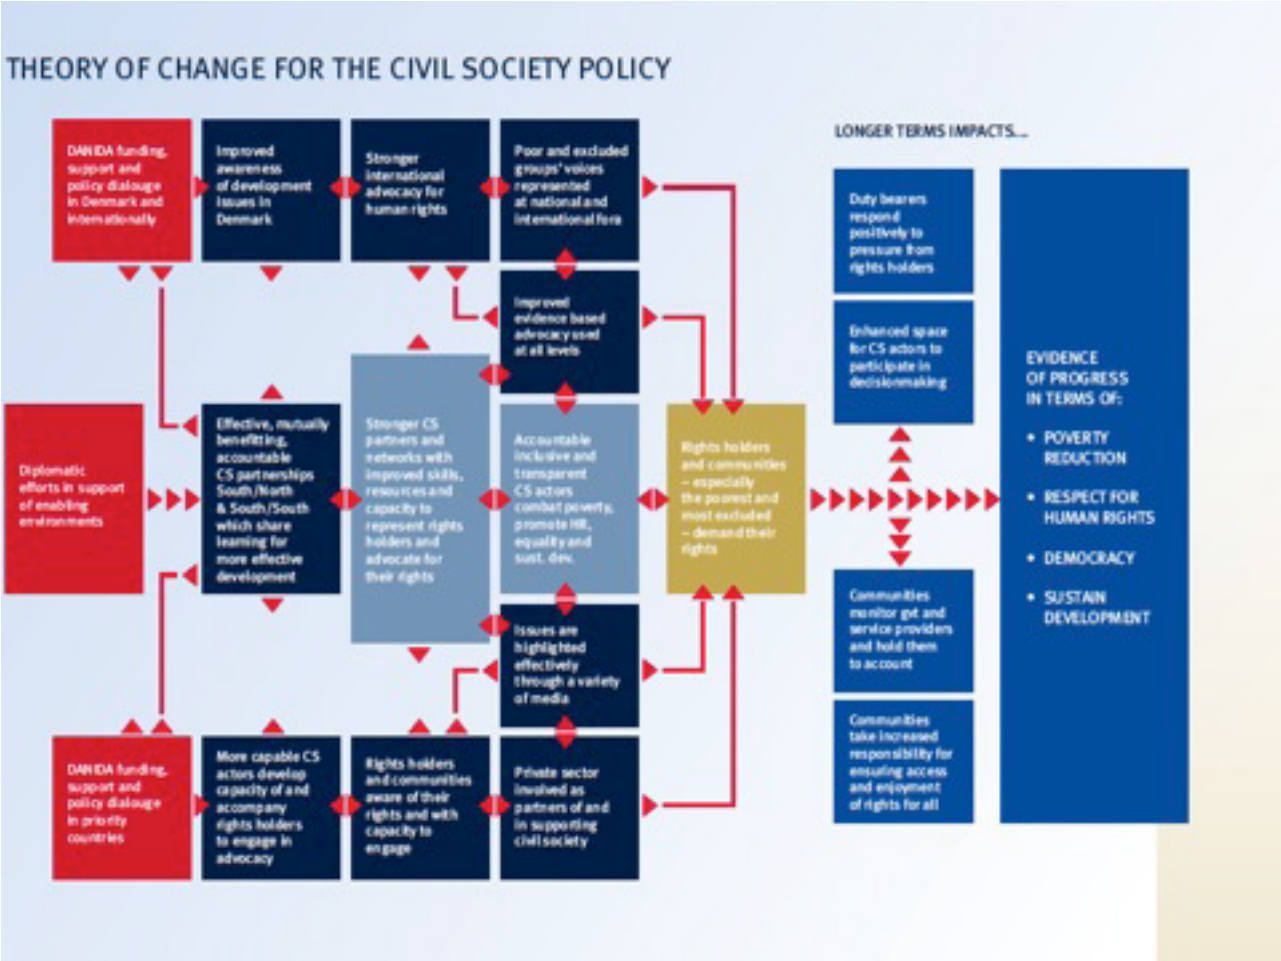 THEORY OF CHANGE FOR THE CIVIL SOCIETY POLICY
DANIDA funding,
support and
policy dialouge
in Denmark and
internationally
Improved
awareness
of development
issues in
Denmark
Stronger
international
advocacy for
human rights
Poor and excluded
groups' voices
represented
at national and
international fora
Improved
evidence based
advocacy used
at all levels
Diplomatic
efforts in support
of enabling
environments
Effective, mutually
benefitting,
accountable
CS partnerships
South/North
& South/South
which share
learning for
more effective
development
Stronger CS
partners and
networks with
improved skills,
resources and
capacity to
represent rights
holders and
advocate for
their rights
Accountable
inclusive and
transparent
CS actors
combat poverty,
promote HR,
equality and
sust. dev.
Rights holders
and communities
– especially
the poorest and
most excluded
– demand their
rights
Issues are
highlighted
effectively
through a variety
of media
DANIDA funding,
support and
policy dialouge
in priority
countries
More capable CS
actors develop
capacity of and
accompany
rights holders
to engage in
advocacy
Rights holders
and communities
aware of their
rights and with
capacity to
engage
Private sector
involved as
partners of and
in supporting
civil society
LONGER TERMS IMPACTS....
Duty bearers
respond
positively to
pressure from
rights holders
Enhanced space
for CS actors to
participate in
decisionmaking
Communities
monitor gvt and
service providers
and hold them
to account
Communities
take increased
responsibility for
ensuring access
and enjoyment
of rights for all
EVIDENCE
OF PROGRESS
IN TERMS OF:
• POVERTY
REDUCTION
• RESPECT FOR
HUMAN RIGHTS
• DEMOCRACY
• SUSTAIN
DEVELOPMENT